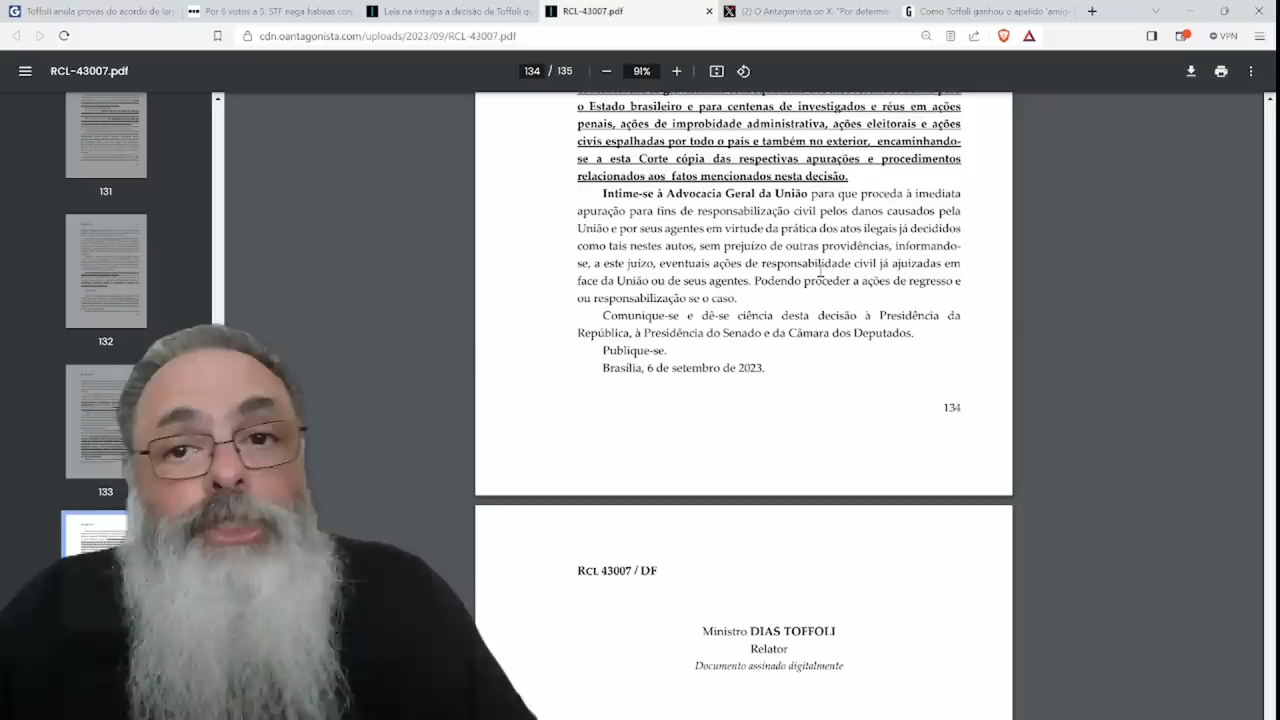 Toffoli anula provas do acordo de len
Por 6 votos a 5, STF nega habeas corp
Leia na íntegra a decisão de Toffoli qu
RCL-43007.pdf
(2) O Antagonista on X: "Por determin
Como Toffoli ganhou o apelido 'amig
cdn.oantagonista.com/uploads/2023/09/RCL-43007.pdf
VPN
RCL-43007.pdf
134 / 135
91%
131
132
133
o Estado brasileiro e para centenas de investigados e réus em ações
penais, ações de improbidade administrativa, ações eleitorais e ações
civis espalhadas por todo o país e também no exterior, encaminhando-
se a esta Corte cópia das respectivas apurações e procedimentos
relacionados aos fatos mencionados nesta decisão.
Intime-se à Advocacia Geral da União para que proceda à imediata
apuração para fins de responsabilização civil pelos danos causados pela
União e por seus agentes em virtude da prática dos atos ilegais já decididos
como tais nestes autos, sem prejuízo de outras providências, informando-
se, a este juízo, eventuais ações de responsabilidade civil já ajuizadas em
face da União ou de seus agentes. Podendo proceder a ações de regresso e
ou responsabilização se o caso.
Comunique-se e dê-se ciência desta decisão à Presidência da
República, à Presidência do Senado e da Câmara dos Deputados.
Publique-se.
Brasília, 6 de setembro de 2023.
134
RCL 43007 / DF
Ministro DIAS TOFFOLI
Relator
Documento assinado digitalmente